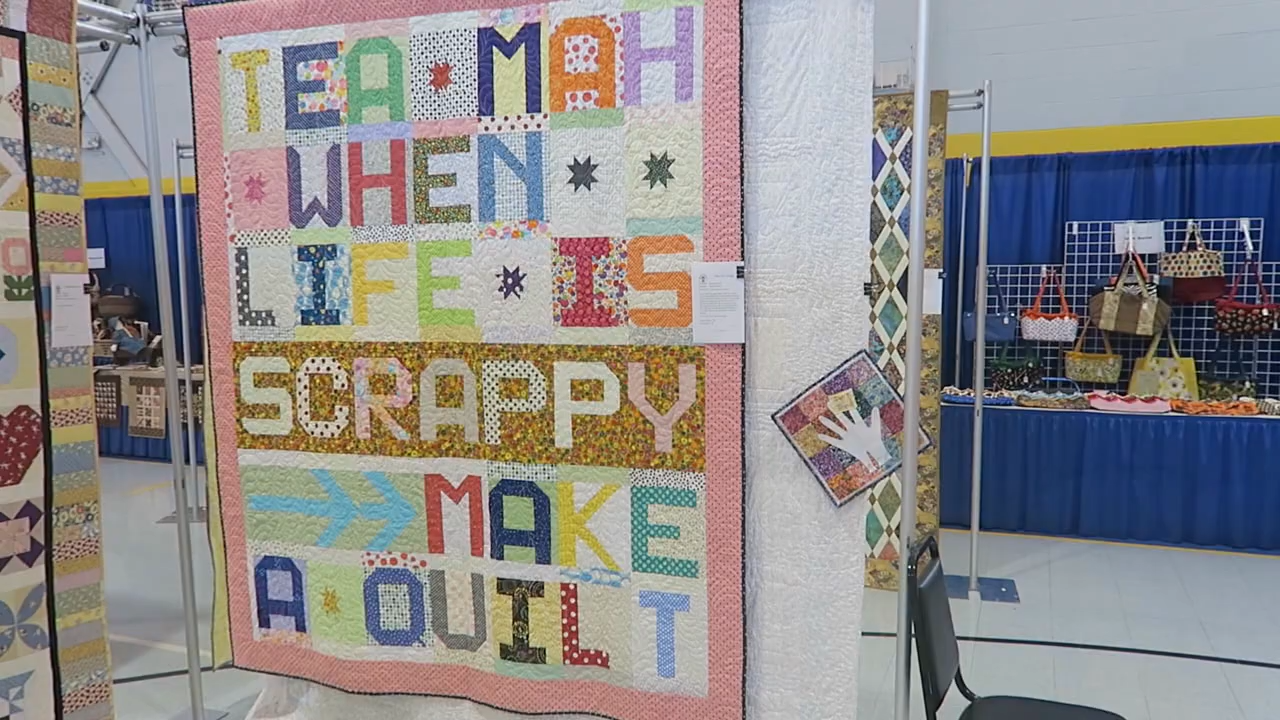 TEA MAH
WHEN
LIFE IS
SCRAPPY
MAKE
A QUILT